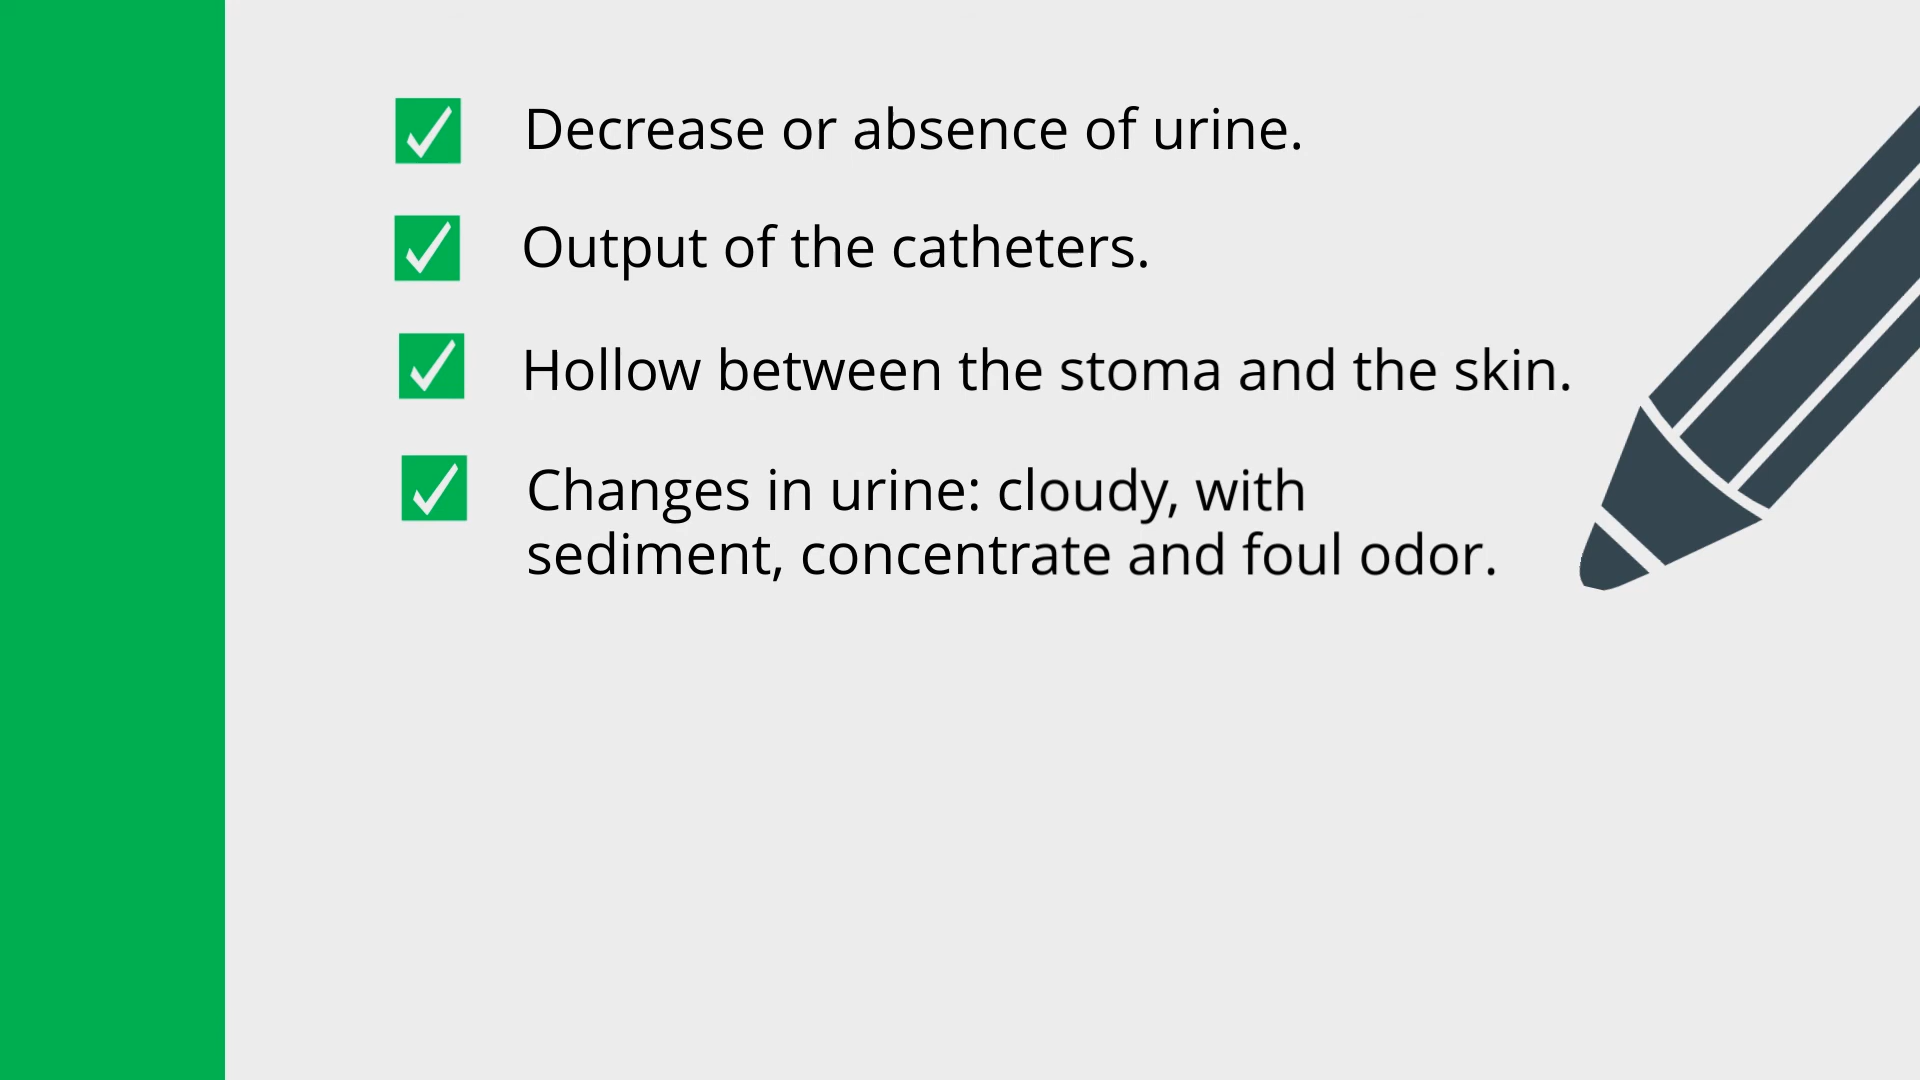 Decrease or absence of urine.
Output of the catheters.
Hollow between the stoma and the skin.
Changes in urine: cloudy, with
sediment, concentrate and foul odor.